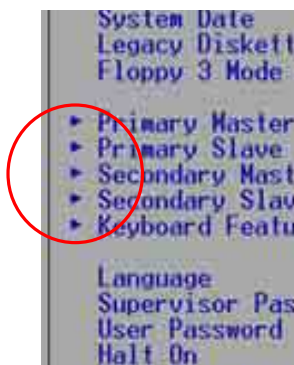 System Date
Legacy Diskett
Floppy 3 Mode
Primary Master
Primary Slave
Secondary Mast
Secondary Slav
Keyboard Featu
Language
Supervisor Pas
User Password
Halt On